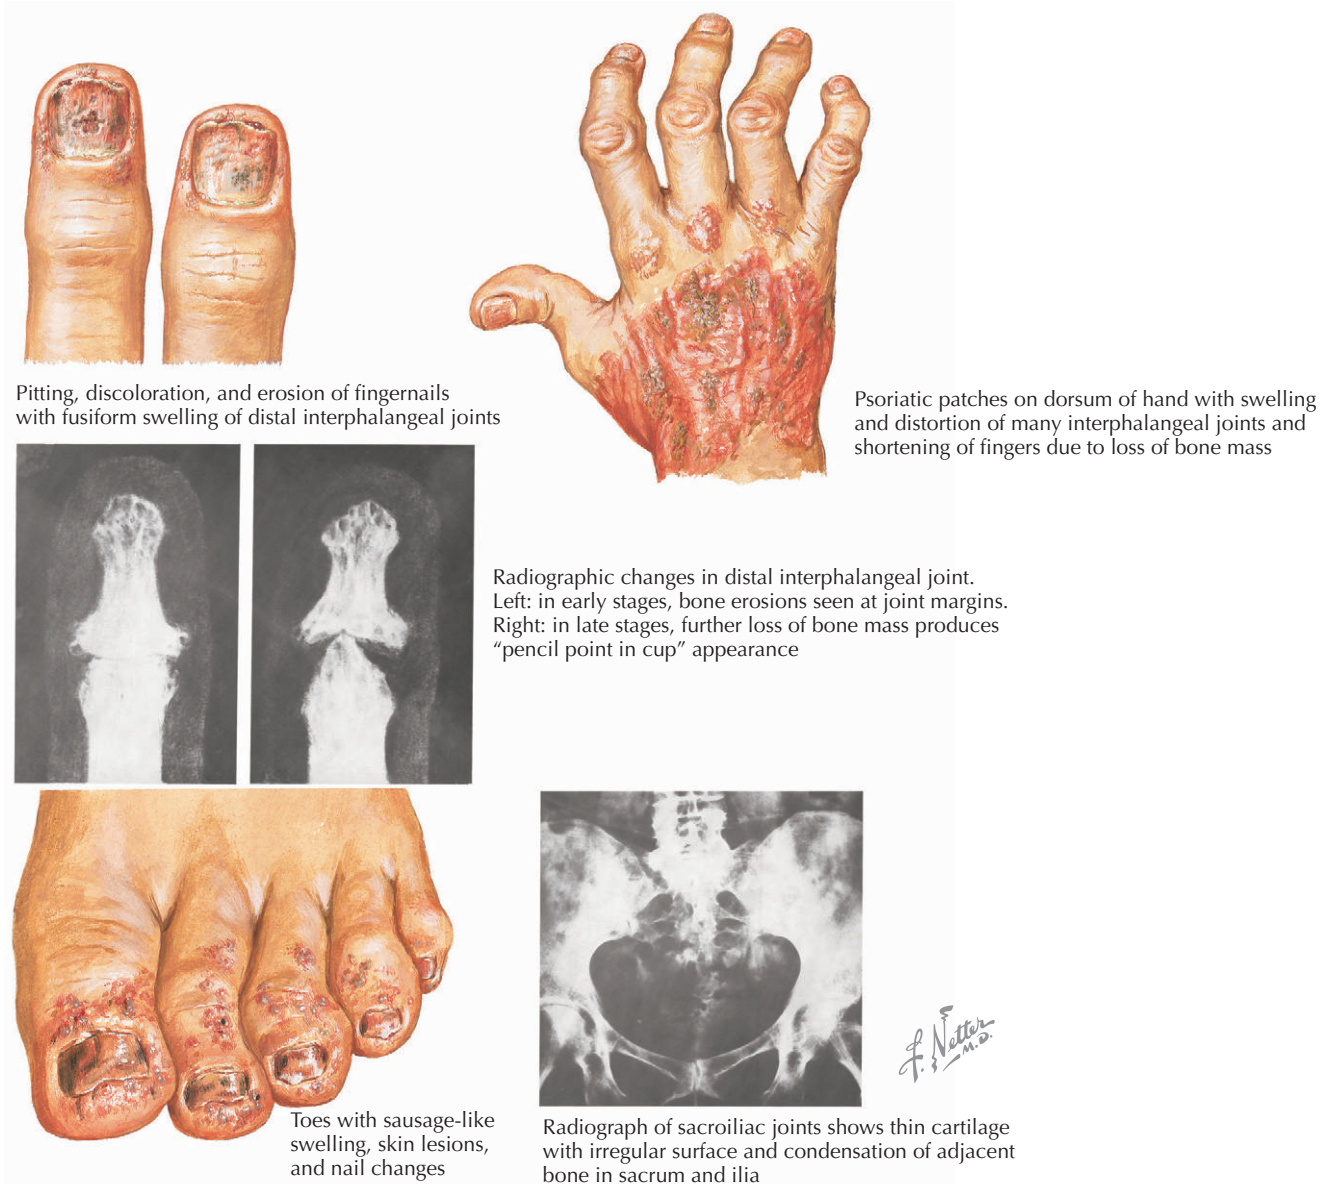 Pitting, discoloration, and erosion of fingernails
with fusiform swelling of distal interphalangeal joints
Psoriatic patches on dorsum of hand with swelling
and distortion of many interphalangeal joints and
shortening of fingers due to loss of bone mass
Radiographic changes in distal interphalangeal joint.
Left: in early stages, bone erosions seen at joint margins.
Right: in late stages, further loss of bone mass produces
“pencil point in cup” appearance
Toes with sausage-like
swelling, skin lesions,
and nail changes
Radiograph of sacroiliac joints shows thin cartilage
with irregular surface and condensation of adjacent
bone in sacrum and ilia
F. Netter
M.D.